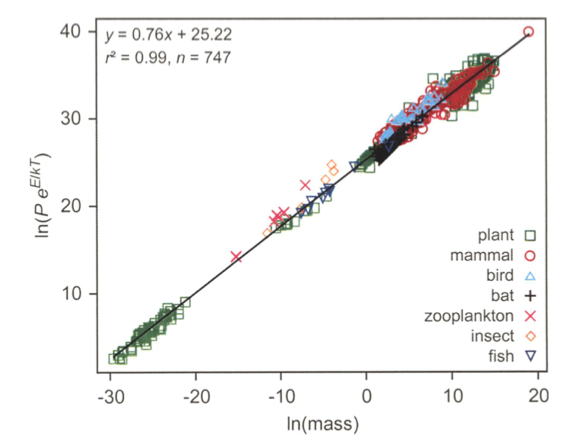 y = 0.76x + 25.22
r² = 0.99, n = 747
40
30
20
10
ln(P e^{E/kT})
plant
mammal
bird
bat
zooplankton
insect
fish
-30 -20 -10 0 10 20
ln(mass)